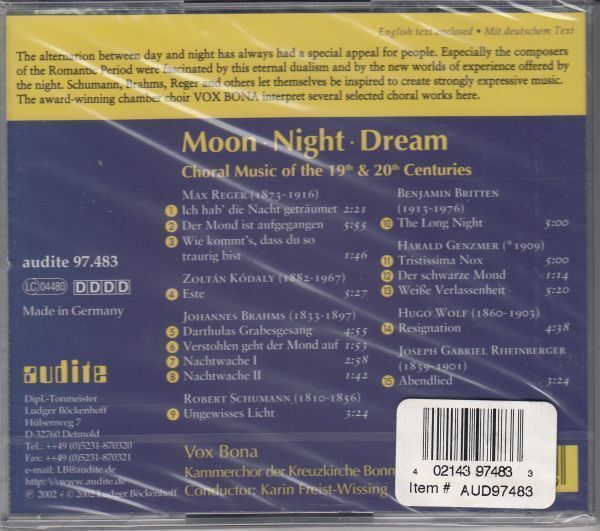 English text enclosed • Mit deutschem Text
The alternation between day and night has always had a special appeal for people. Especially the composers
of the Romantic Period were fascinated by this eternal dualism and by the new worlds of experience offered by
the night. Schumann, Brahms, Reger and others let themselves be inspired to create strongly expressive music.
The award-winning chamber choir VOX BONA interpret several selected choral works here.
Moon · Night · Dream
Choral Music of the 19th & 20th Centuries
audite 97.483
LC 04480 DDDD
Made in Germany
audite
Dipl.-Tonmeister
Ludger Böckenhoff
Hülsenweg 7
D-32760 Detmold
Tel.: ++49 (0)5231-870320
Fax: ++49 (0)5231-870321
e-mail: LB@audite.de
http://www.audite.de
℗ 2002 + © 2002 Ludger Böckenhoff
MAX REGER (1873-1916)
1 Ich hab' die Nacht geträumet 2:21
2 Der Mond ist aufgegangen 5:55
3 Wie kommt's, dass du so
traurig bist 1:46
ZOLTÁN KÓDALY (1882-1967)
4 Este 5:27
JOHANNES BRAHMS (1833-1897)
5 Darthulas Grabesgesang 4:55
6 Verstohlen geht der Mond auf 1:53
7 Nachtwache I 2:58
8 Nachtwache II 1:42
ROBERT SCHUMANN (1810-1856)
9 Ungewisses Licht 3:24
BENJAMIN BRITTEN
(1913-1976)
10 The Long Night 5:00
HARALD GENZMER (*1909)
11 Tristissima Nox 5:00
12 Der schwarze Mond 1:14
13 Weiße Verlassenheit 5:20
HUGO WOLF (1860-1903)
14 Resignation 4:38
JOSEPH GABRIEL RHEINBERGER
(1839-1901)
15 Abendlied 3:24
Vox Bona
Kammerchor der Kreuzkirche Bonn
Conductor: Karin Freist-Wissing
4 02143 97483 3
Item # AUD97483